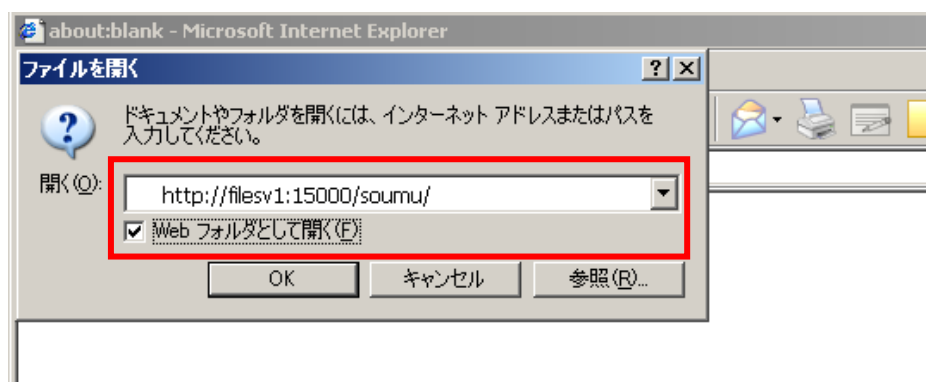 about:blank - Microsoft Internet Explorer
ファイルを開く
ドキュメントやフォルダを開くには、インターネット アドレスまたはパスを
入力してください。
開く(O):
http://filesv1:15000/soumu/
Web フォルダとして開く(F)
OK キャンセル 参照(R)...